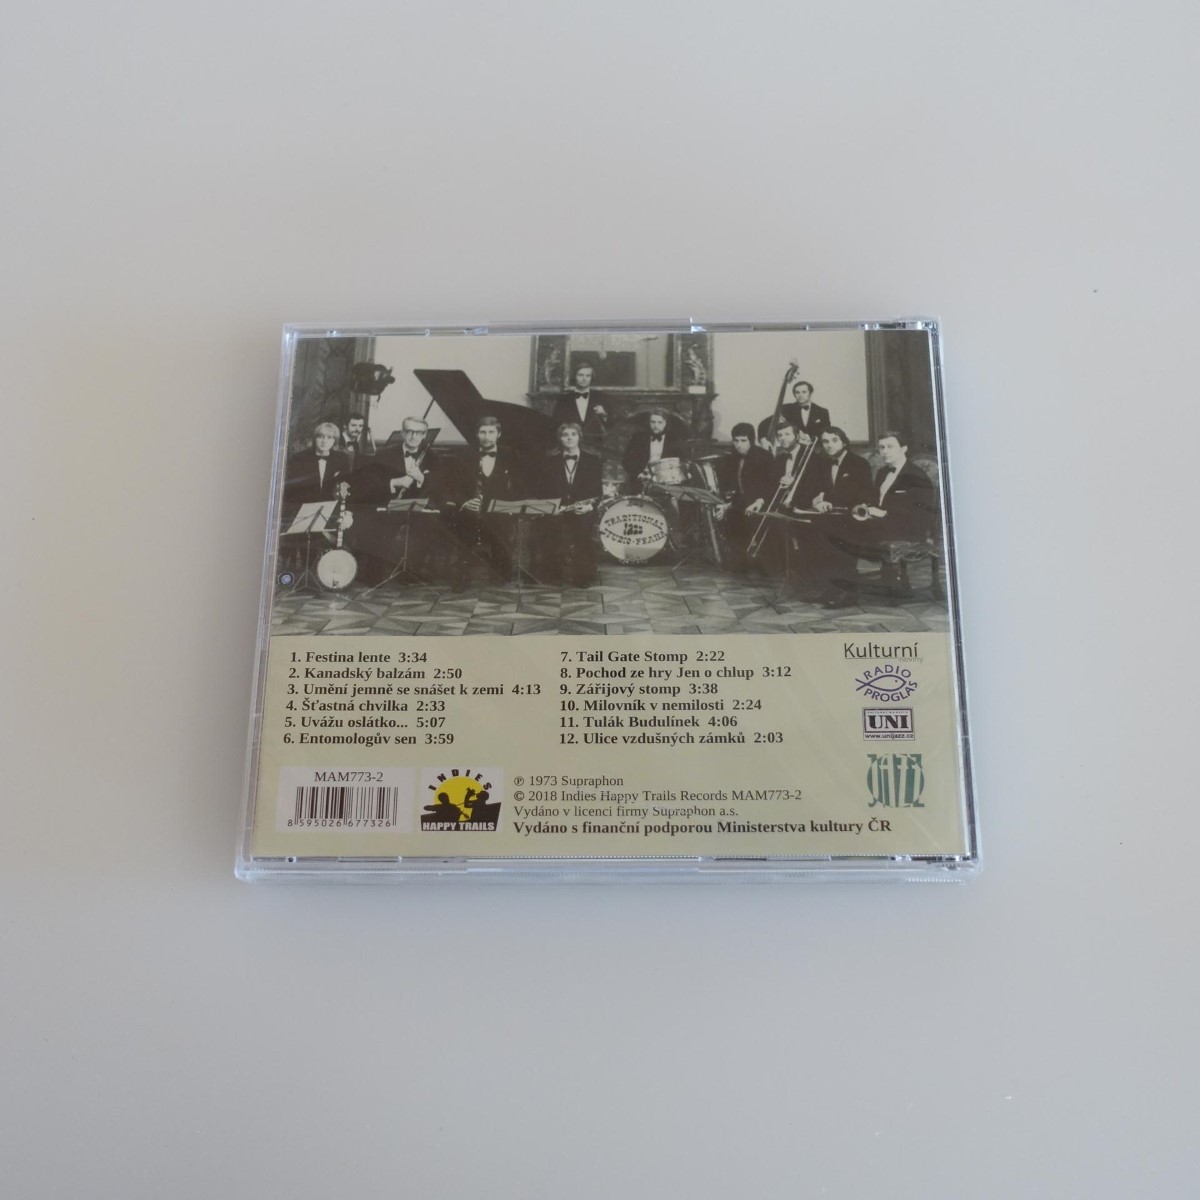 TRADITIONAL
jazz
STUDIO·PRAHA
1. Festina lente 3:34
2. Kanadský balzám 2:50
3. Umění jemně se snášet k zemi 4:13
4. Šťastná chvilka 2:33
5. Uvážu oslátko... 5:07
6. Entomologův sen 3:59
7. Tail Gate Stomp 2:22
8. Pochod ze hry Jen o chlup 3:12
9. Zářijový stomp 3:38
10. Milovník v nemilosti 2:24
11. Tulák Budulínek 4:06
12. Ulice vzdušných zámků 2:03
Kulturní
noviny
RADIO
PROGLAS
UNI
www.unijazz.cz
JAZZ
MAM773-2
8 595026 677326
INDIES
HAPPY TRAILS
℗ 1973 Supraphon
© 2018 Indies Happy Trails Records MAM773-2
Vydáno v licenci firmy Supraphon a.s.
Vydáno s finanční podporou Ministerstva kultury ČR